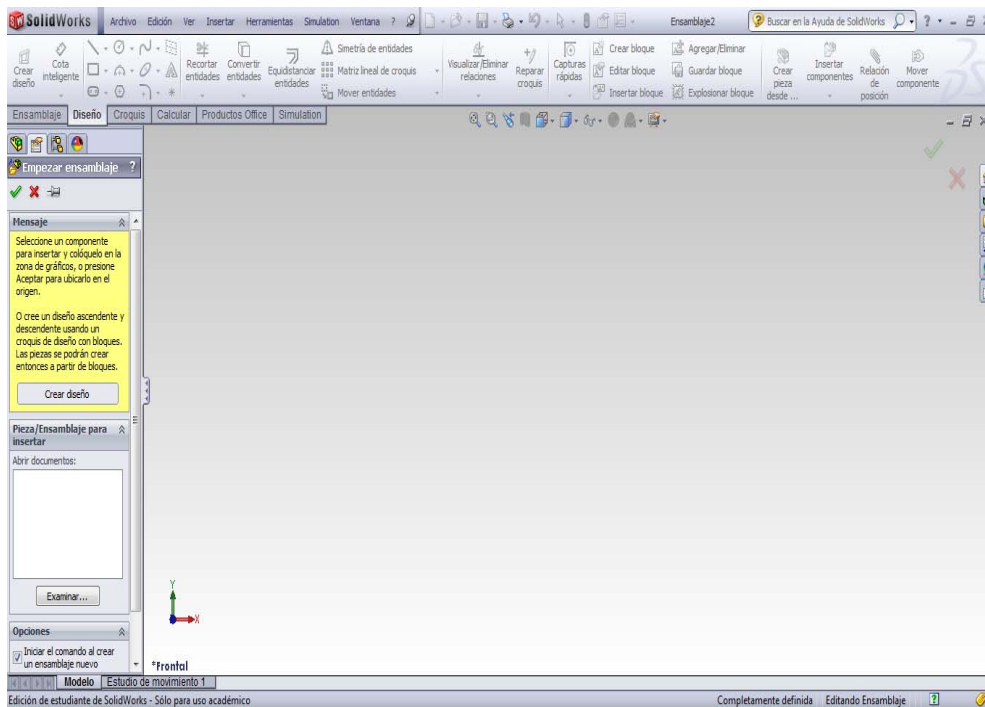 SolidWorks Archivo Edición Ver Insertar Herramientas Simulation Ventana ? Ensamblaje2 Buscar en la Ayuda de SolidWorks ?
Crear diseño
Cota inteligente
Recortar entidades
Convertir entidades
Equidistanciar entidades
Simetría de entidades
Matriz lineal de croquis
Mover entidades
Visualizar/Eliminar relaciones
Reparar croquis
Capturas rápidas
Crear bloque
Editar bloque
Insertar bloque
Agregar/Eliminar
Guardar bloque
Explosionar bloque
Crear pieza desde ...
Insertar componentes
Relación de posición
Mover componente
Ensamblaje Diseño Croquis Calcular Productos Office Simulation
Empezar ensamblaje ?
Mensaje
Seleccione un componente
para insertar y colóquelo en la
zona de gráficos, o presione
Aceptar para ubicarlo en el
origen.
O cree un diseño ascendente y
descendente usando un
croquis de diseño con bloques.
Las piezas se podrán crear
entonces a partir de bloques.
Crear diseño
Pieza/Ensamblaje para
insertar
Abrir documentos:
Examinar...
Opciones
Iniciar el comando al crear
un ensamblaje nuevo
Y
X
*Frontal
Modelo Estudio de movimiento 1
Edición de estudiante de SolidWorks - Sólo para uso académico Completamente definida Editando Ensamblaje ?